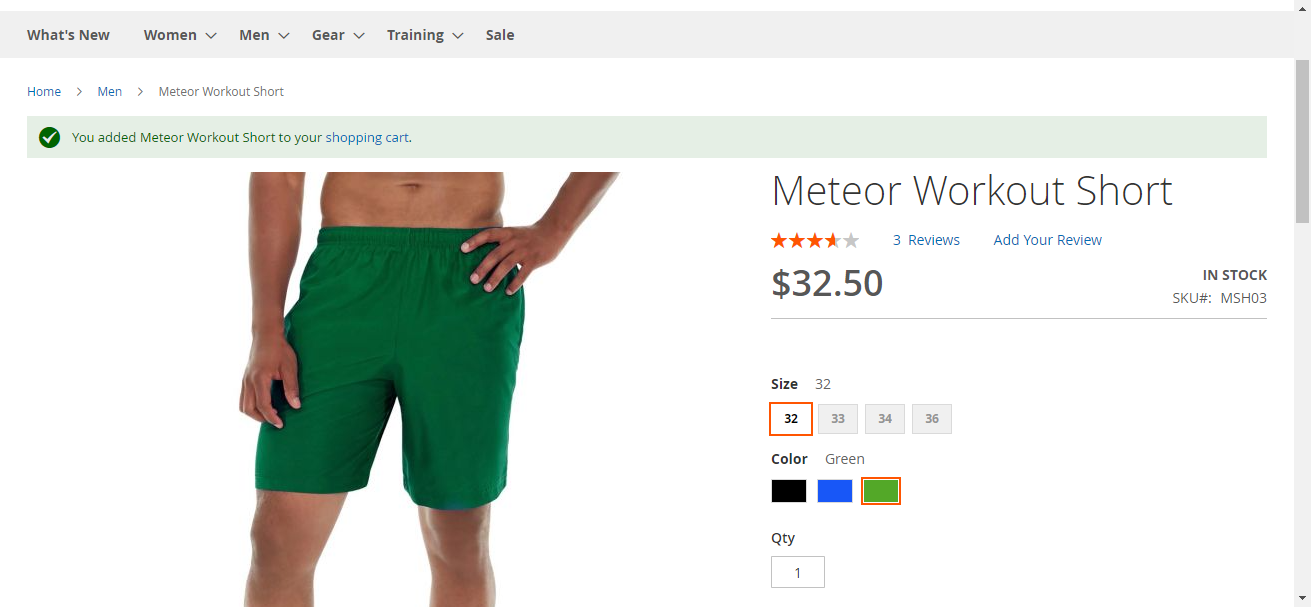 What's New Women Men Gear Training Sale
Home Men Meteor Workout Short
You added Meteor Workout Short to your shopping cart.
Meteor Workout Short
3 Reviews Add Your Review
$32.50
IN STOCK
SKU#: MSH03
Size 32
32 33 34 36
Color Green
Qty
1